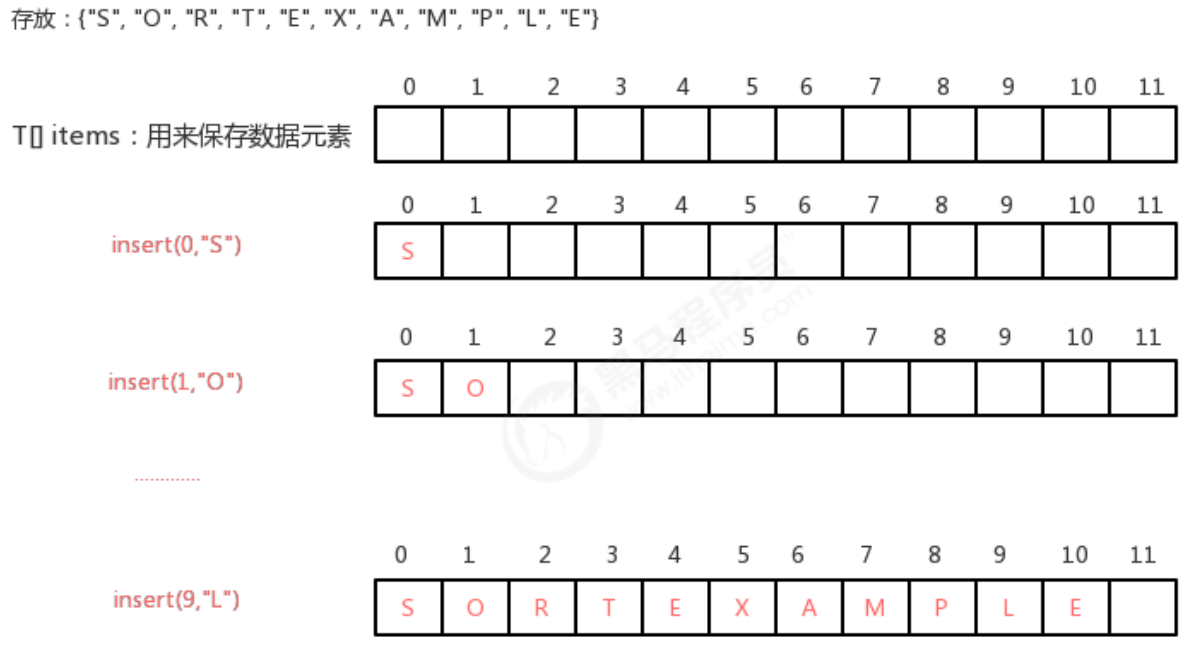 存放：{"S", "O", "R", "T", "E", "X", "A", "M", "P", "L", "E"}
0 1 2 3 4 5 6 7 8 9 10 11
T[] items：用来保存数据元素
0 1 2 3 4 5 6 7 8 9 10 11
insert(0,"S") S
0 1 2 3 4 5 6 7 8 9 10 11
insert(1,"O") S O
.............
0 1 2 3 4 5 6 7 8 9 10 11
insert(9,"L") S O R T E X A M P L E
黑马程序员
www.itheima.com